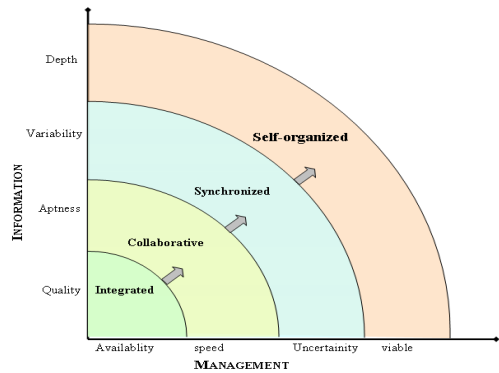 Depth
Variability
Aptness
Quality
INFORMATION
Self-organized
Synchronized
Collaborative
Integrated
Availablity speed Uncertainity viable
MANAGEMENT